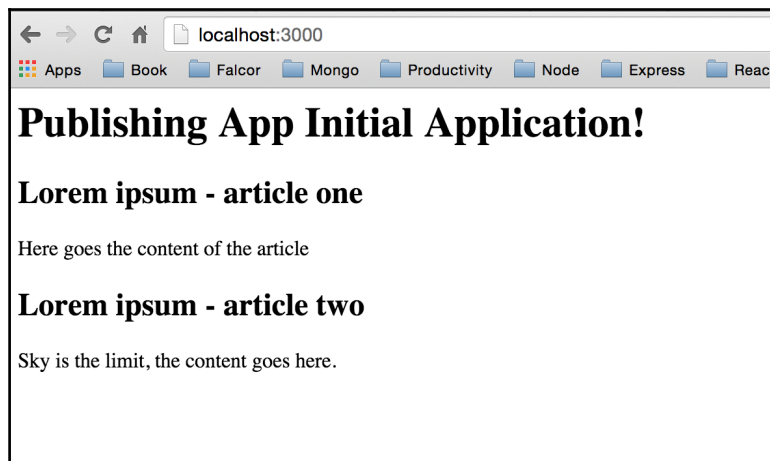 localhost:3000
Apps Book Falcor Mongo Productivity Node Express Reac
Publishing App Initial Application!
Lorem ipsum - article one
Here goes the content of the article
Lorem ipsum - article two
Sky is the limit, the content goes here.